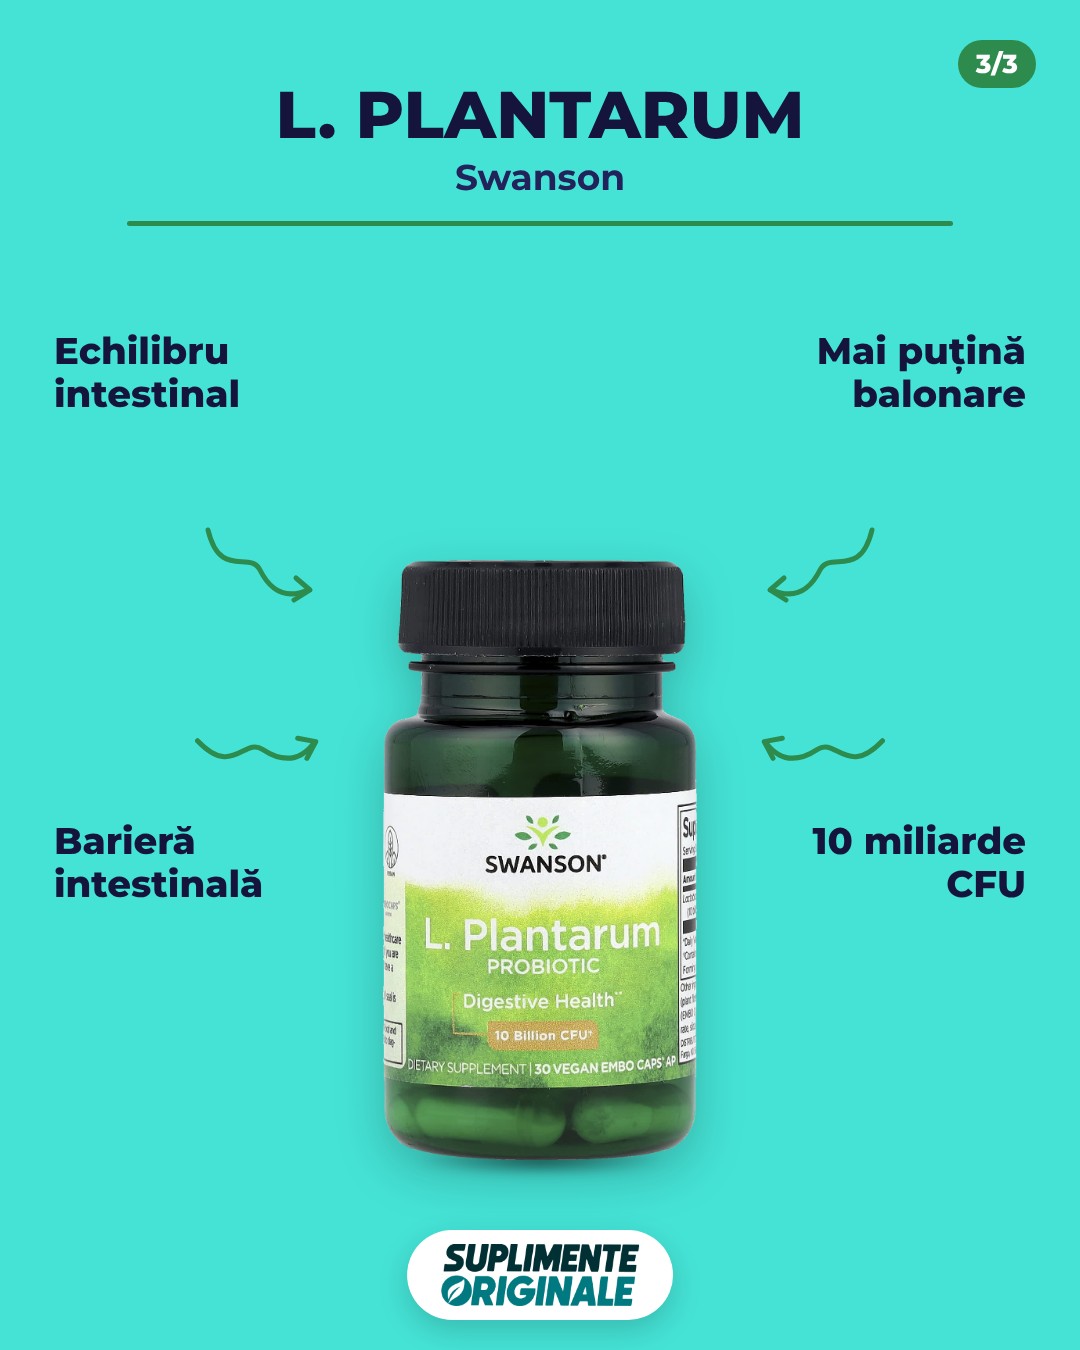 3/3
L. PLANTARUM
Swanson
Echilibru
intestinal
Mai puțină
balonare
Barieră
intestinală
10 miliarde
CFU
SWANSON®
L. Plantarum
PROBIOTIC
Digestive Health
10 Billion CFU
DIETARY SUPPLEMENT | 30 VEGAN EMBO CAPS® AP
SUPLIMENTE
ORIGINALE